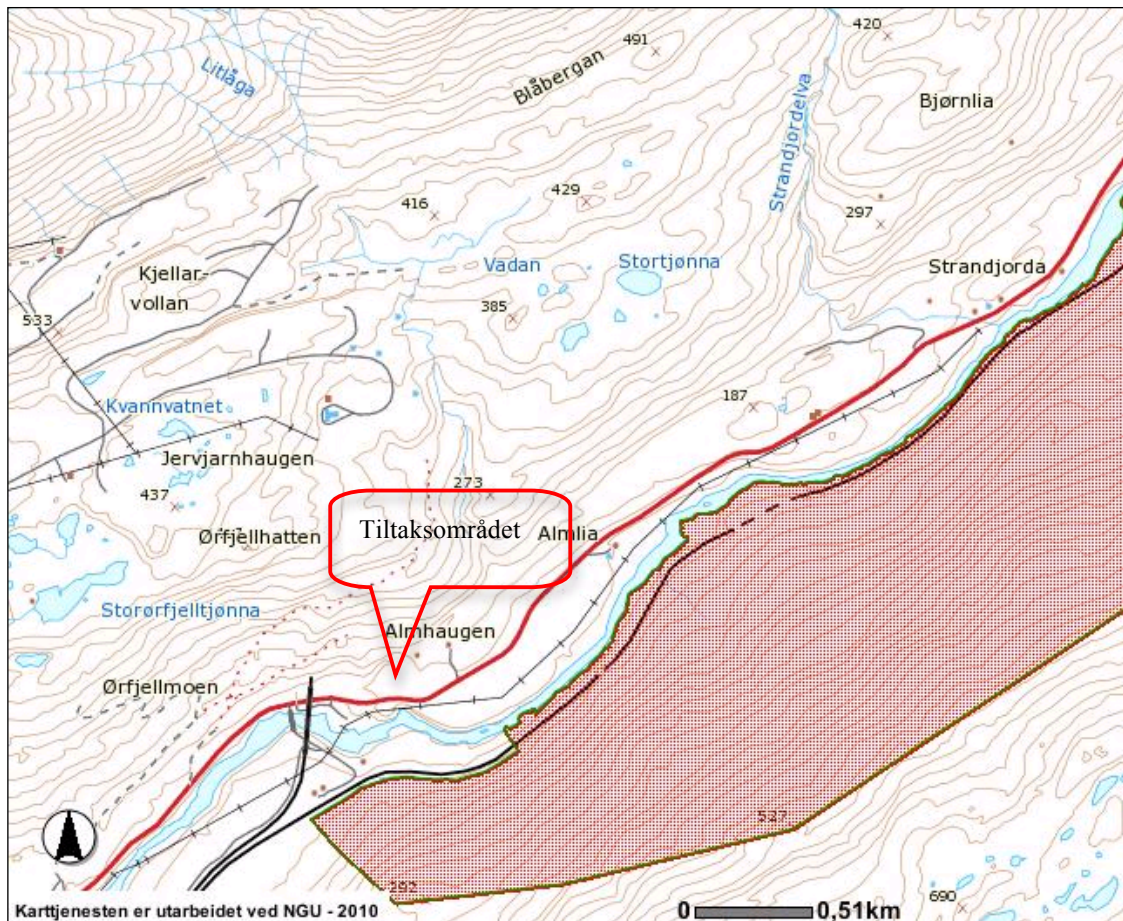 420
491
Blåbergan
Litlåga
Bjørnlia
Strandjordelva
429
416
297
Vadan
Stortjønna
Strandjorda
Kjellar-
vollan
385
533
Kvannvatnet
187
Jervjarnhaugen
437
273
Tiltaksområdet
Almlia
Ørfjellhatten
Storørfjelltjønna
Almhaugen
Ørfjellmoen
527
292
690
Karttjenesten er utarbeidet ved NGU - 2010
0
0,51km